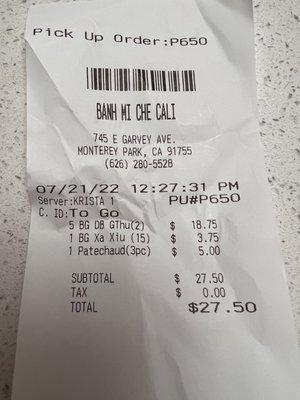 Pick Up Order:P650
BANH MI CHE CALI
745 E GARVEY AVE.
MONTEREY PARK, CA 91755
(626) 280-5528
07/21/22 12:27:31 PM
Server:KRISTA 1 PU#P650
C. ID:To Go
5 BG DB GThu(2) $ 18.75
1 BG Xa Xiu (15) $ 3.75
1 Patechaud(3pc) $ 5.00
SUBTOTAL $ 27.50
TAX $ 0.00
TOTAL $27.50